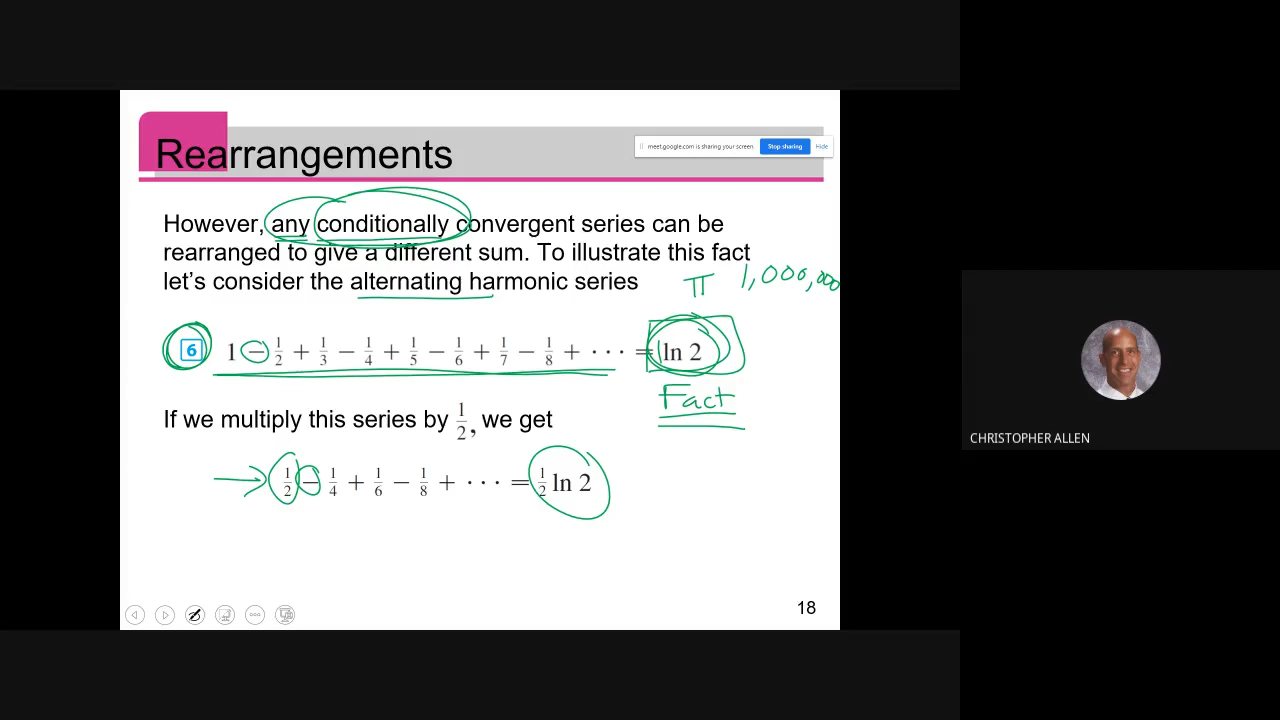 Rearrangements
meet.google.com is sharing your screen.
Stop sharing
Hide
However, any conditionally convergent series can be
rearranged to give a different sum. To illustrate this fact
let's consider the alternating harmonic series
π 1,000,000
6 1 − 1/2 + 1/3 − 1/4 + 1/5 − 1/6 + 1/7 − 1/8 + ··· = ln 2
Fact
If we multiply this series by 1/2, we get
→ 1/2 − 1/4 + 1/6 − 1/8 + ··· = 1/2 ln 2
18
CHRISTOPHER ALLEN